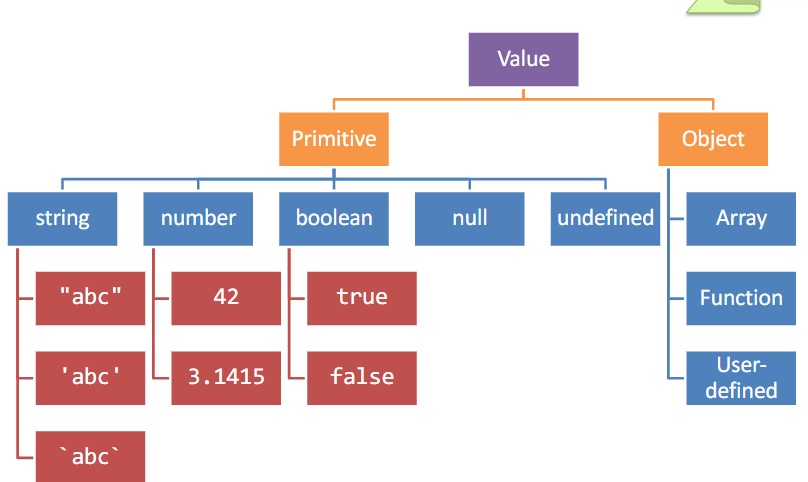 Value
Primitive
Object
string
number
boolean
null
undefined
Array
"abc"
42
true
Function
'abc'
3.1415
false
User-
defined
`abc`